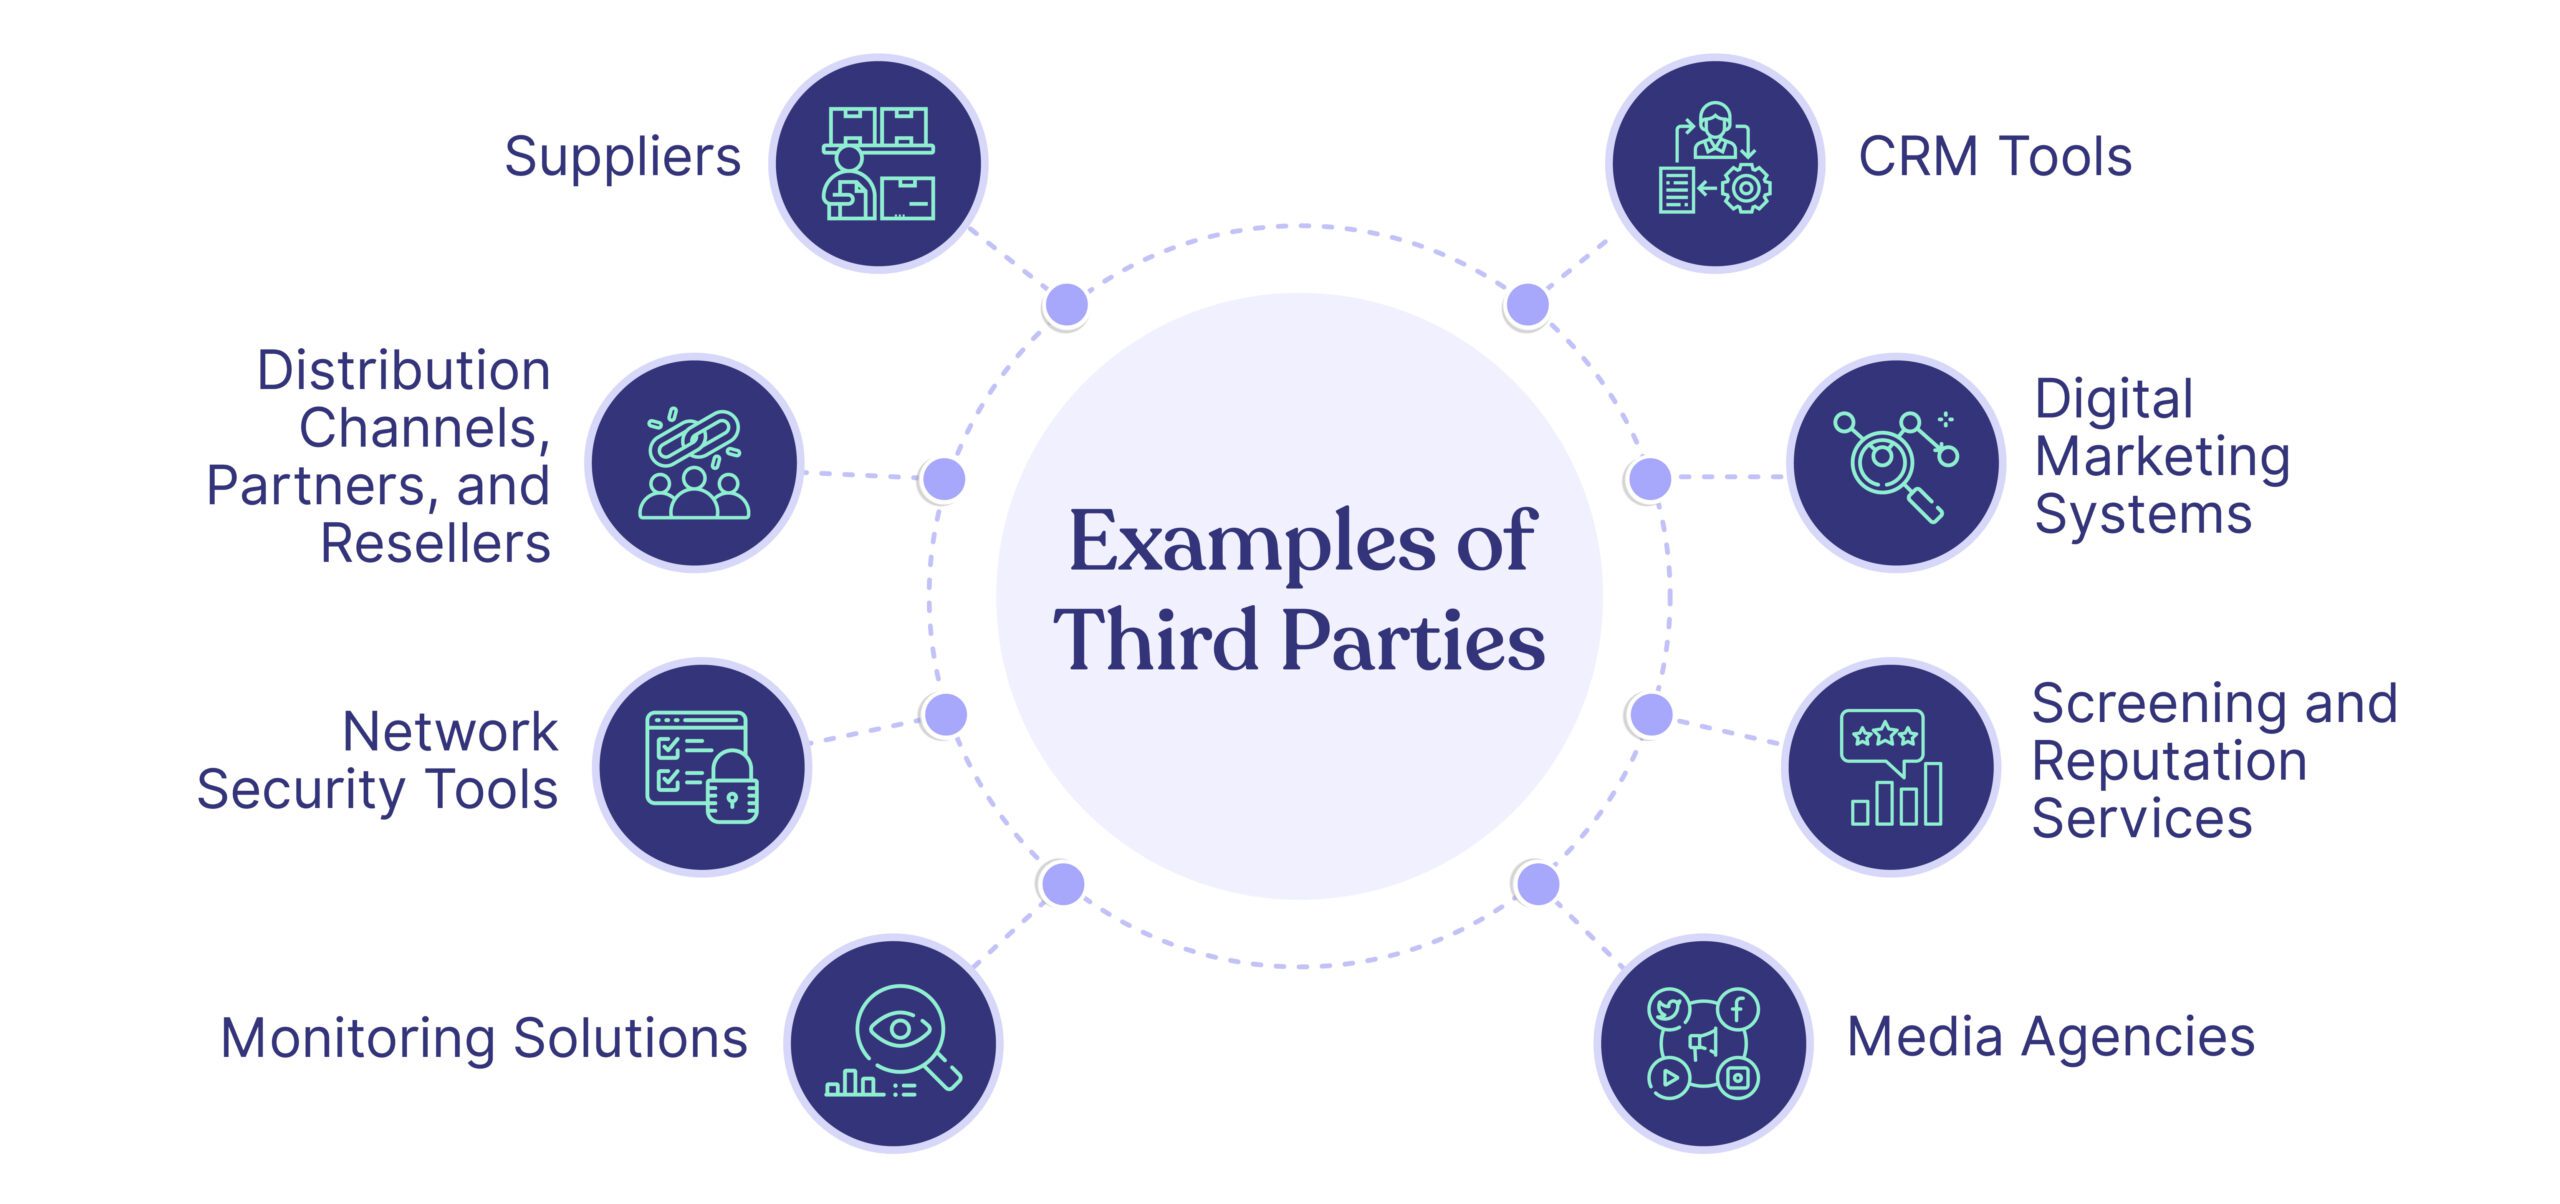 Suppliers
CRM Tools
Distribution
Channels,
Partners, and
Resellers
Digital
Marketing
Systems
Examples of
Third Parties
Network
Security Tools
Screening and
Reputation
Services
Monitoring Solutions
Media Agencies